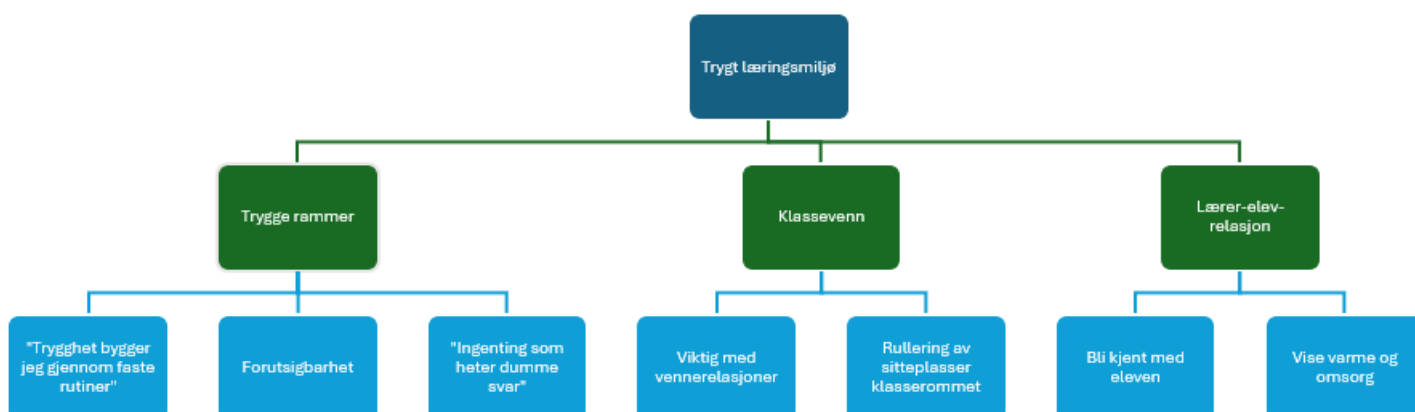 Trygt læringsmiljø
Trygge rammer
Klassevenn
Lærer-elev-
relasjon
"Trygghet bygger
jeg gjennom faste
rutiner"
Forutsigbarhet
"Ingenting som
heter dumme
svar"
Viktig med
vennerelasjoner
Rullering av
sitteplasser
klasserommet
Bli kjent med
eleven
Vise varme og
omsorg